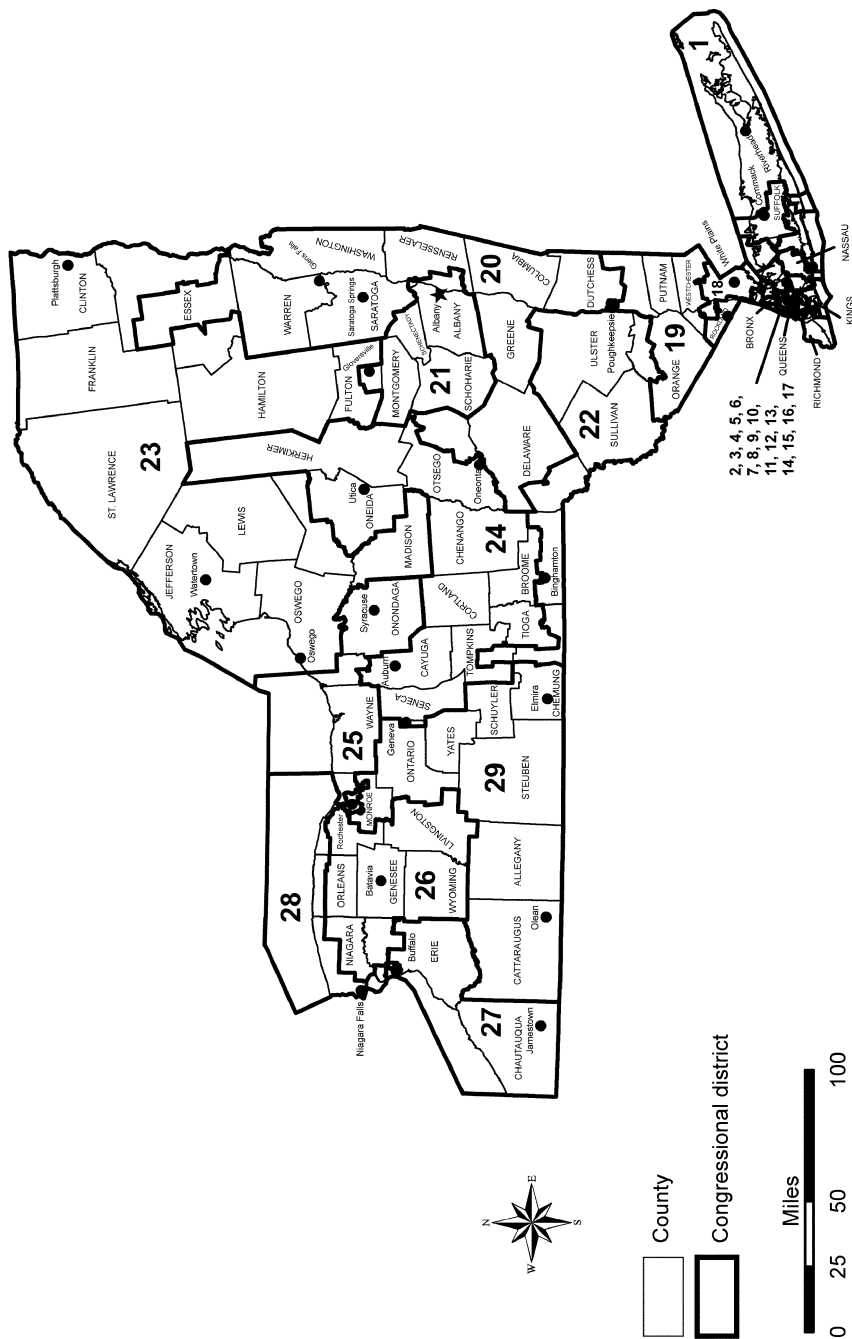 Plattsburgh
CLINTON
FRANKLIN
ST. LAWRENCE
23
ESSEX
HAMILTON
WARREN
Glens Falls
WASHINGTON
Saratoga Springs
SARATOGA
JEFFERSON
Watertown
LEWIS
HERKIMER
FULTON
Gloversville
MONTGOMERY
SCHENECTADY
Albany
ALBANY
RENSSELAER
OSWEGO
Oswego
Utica
ONEIDA
21
SCHOHARIE
20
COLUMBIA
GREENE
28
25
WAYNE
Syracuse
ONONDAGA
MADISON
OTSEGO
Oneonta
DELAWARE
Niagara Falls
NIAGARA
ORLEANS
Rochester
MONROE
Batavia
GENESEE
Buffalo
ERIE
26
WYOMING
LIVINGSTON
ONTARIO
Geneva
SENECA
YATES
Auburn
CAYUGA
CORTLAND
CHENANGO
24
TOMPKINS
SCHUYLER
TIOGA
BROOME
Binghamton
27
CHAUTAUQUA
Jamestown
CATTARAUGUS
Olean
ALLEGANY
29
STEUBEN
Elmira
CHEMUNG
ULSTER
Poughkeepsie
DUTCHESS
22
SULLIVAN
PUTNAM
19
ORANGE
WESTCHESTER
18
White Plains
1
Riverhead
Commack
SUFFOLK
BRONX
QUEENS
RICHMOND
KINGS
NASSAU
2, 3, 4, 5, 6,
7, 8, 9, 10,
11, 12, 13,
14, 15, 16, 17
N
W
E
S
County
Congressional district
Miles
0 25 50 100